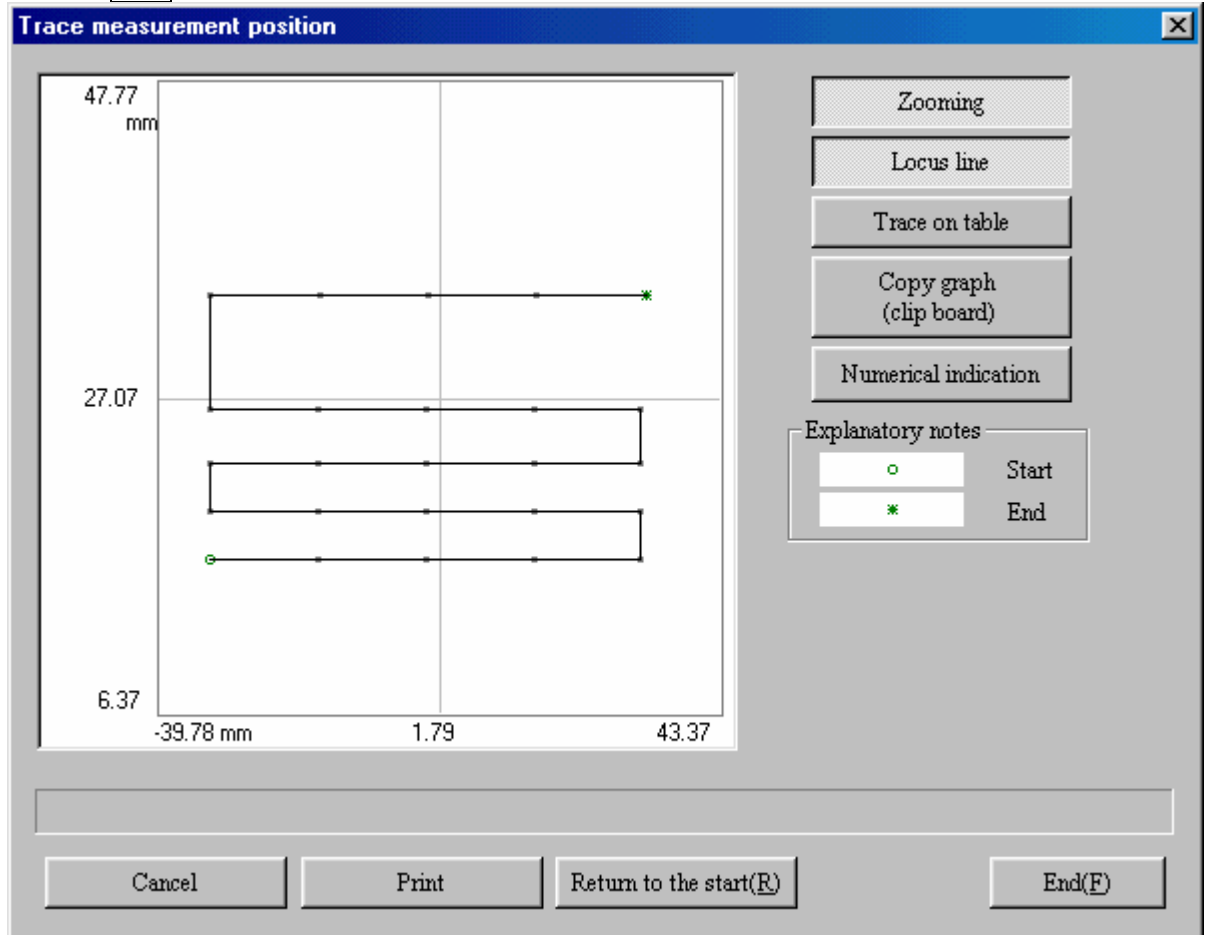 Trace measurement position
47.77
mm
27.07
6.37
-39.78 mm 1.79 43.37
Zooming
Locus line
Trace on table
Copy graph
(clip board)
Numerical indication
Explanatory notes
Start
End
Cancel Print Return to the start(R) End(F)